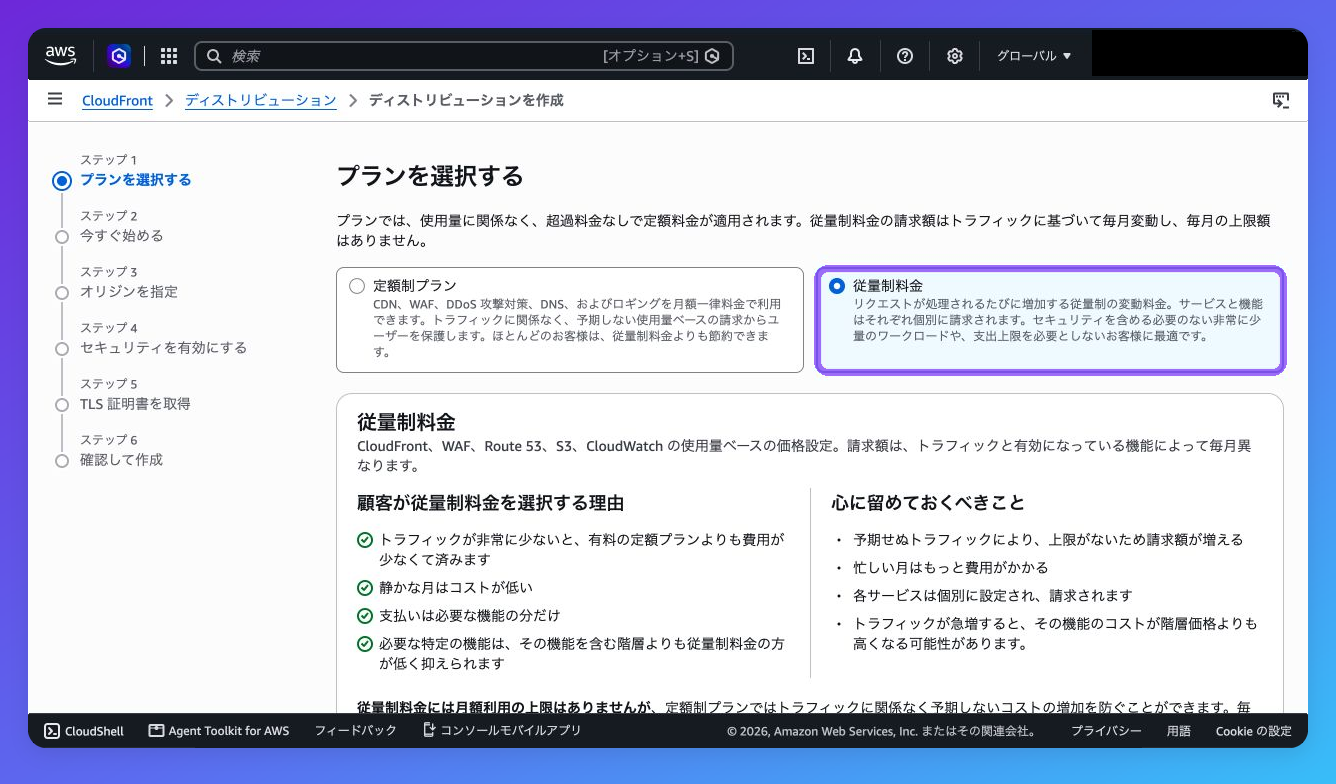 aws
検索
[オプション+S]
グローバル ▼
CloudFront > ディストリビューション > ディストリビューションを作成
ステップ 1
プランを選択する
ステップ 2
今すぐ始める
ステップ 3
オリジンを指定
ステップ 4
セキュリティを有効にする
ステップ 5
TLS 証明書を取得
ステップ 6
確認して作成
プランを選択する
プランでは、使用量に関係なく、超過料金なしで定額料金が適用されます。従量制料金の請求額はトラフィックに基づいて毎月変動し、毎月の上限額
はありません。
定額制プラン
CDN、WAF、DDoS 攻撃対策、DNS、およびロギングを月額一律料金で利用
できます。トラフィックに関係なく、予期しない使用量ベースの請求からユ
ーザーを保護します。ほとんどのお客様は、従量制料金よりも節約できま
す。
従量制料金
リクエストが処理されるたびに増加する従量制の変動料金。サービスと機能
はそれぞれ個別に請求されます。セキュリティを含める必要のない非常に少
量のワークロードや、支出上限を必要としないお客様に最適です。
従量制料金
CloudFront、WAF、Route 53、S3、CloudWatch の使用量ベースの価格設定。請求額は、トラフィックと有効になっている機能によって毎月異
なります。
顧客が従量制料金を選択する理由
トラフィックが非常に少ないと、有料の定額プランよりも費用が
少なくて済みます
静かな月はコストが低い
支払いは必要な機能の分だけ
必要な特定の機能は、その機能を含む階層よりも従量制料金の方
が低く抑えられます
心に留めておくべきこと
・ 予期せぬトラフィックにより、上限がないため請求額が増える
・ 忙しい月はもっと費用がかかる
・ 各サービスは個別に設定され、請求されます
・ トラフィックが急増すると、その機能のコストが階層価格よりも
高くなる可能性があります。
従量制料金には月額利用の上限はありませんが、定額制プランではトラフィックに関係なく予期しないコストの増加を防ぐことができます。毎
CloudShell
Agent Toolkit for AWS
フィードバック
コンソールモバイルアプリ
© 2026, Amazon Web Services, Inc. またはその関連会社。
プライバシー
用語
Cookie の設定